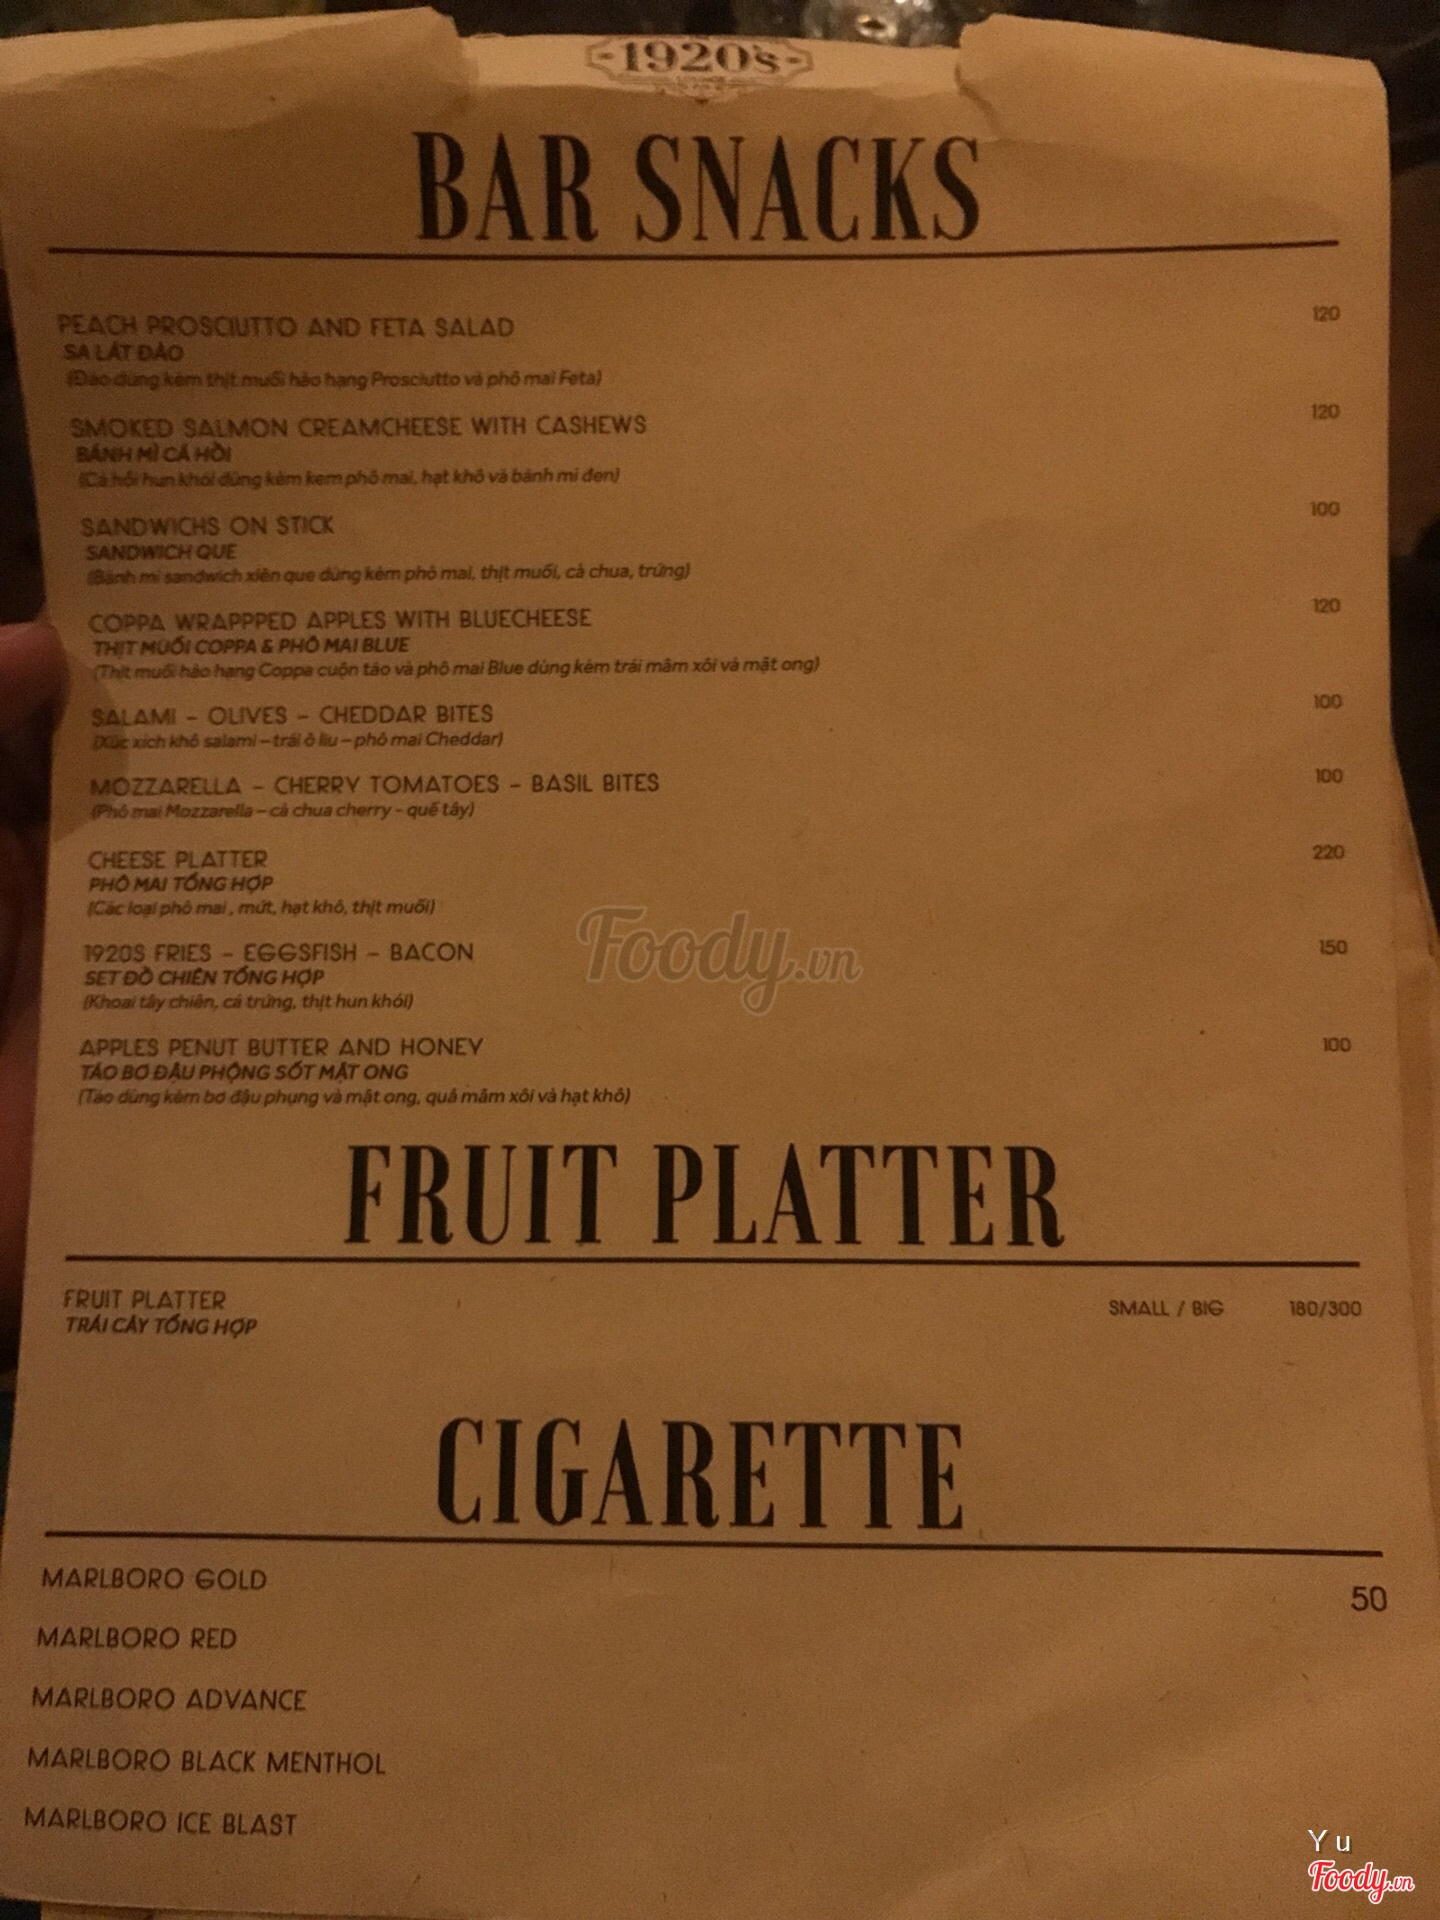 1920's
BAR SNACKS
PEACH PROSCIUTTO AND FETA SALAD 120
SA LÁT ĐÀO
(Đào dùng kèm thịt muối hảo hạng Prosciutto và phô mai Feta)
SMOKED SALMON CREAMCHEESE WITH CASHEWS 120
BÁNH MÌ CÁ HỒI
(Cá hồi hun khói dùng kèm kem phô mai, hạt khô và bánh mì đen)
SANDWICHS ON STICK 100
SANDWICH QUE
(Bánh mì sandwich xiên que dùng kèm phô mai, thịt muối, cà chua, trứng)
COPPA WRAPPPED APPLES WITH BLUECHEESE 120
THỊT MUỐI COPPA & PHÔ MAI BLUE
(Thịt muối hảo hạng Coppa cuộn táo và phô mai Blue dùng kèm trái mâm xôi và mật ong)
SALAMI - OLIVES - CHEDDAR BITES 100
(Xúc xích khô salami – trái ô liu – phô mai Cheddar)
MOZZARELLA - CHERRY TOMATOES - BASIL BITES 100
(Phô mai Mozzarella – cà chua cherry - quế tây)
CHEESE PLATTER 220
PHÔ MAI TỔNG HỢP
(Các loại phô mai , mứt, hạt khô, thịt muối)
1920S FRIES - EGGSFISH - BACON 150
SET ĐỒ CHIÊN TỔNG HỢP
(Khoai tây chiên, cá trứng, thịt hun khói)
APPLES PENUT BUTTER AND HONEY 100
TÁO BƠ ĐẬU PHỘNG SỐT MẬT ONG
(Táo dùng kèm bơ đậu phụng và mật ong, quả mâm xôi và hạt khô)
Foody.vn
FRUIT PLATTER
FRUIT PLATTER SMALL / BIG 180/300
TRÁI CÂY TỔNG HỢP
CIGARETTE
MARLBORO GOLD 50
MARLBORO RED
MARLBORO ADVANCE
MARLBORO BLACK MENTHOL
MARLBORO ICE BLAST
Y u
Foody.vn